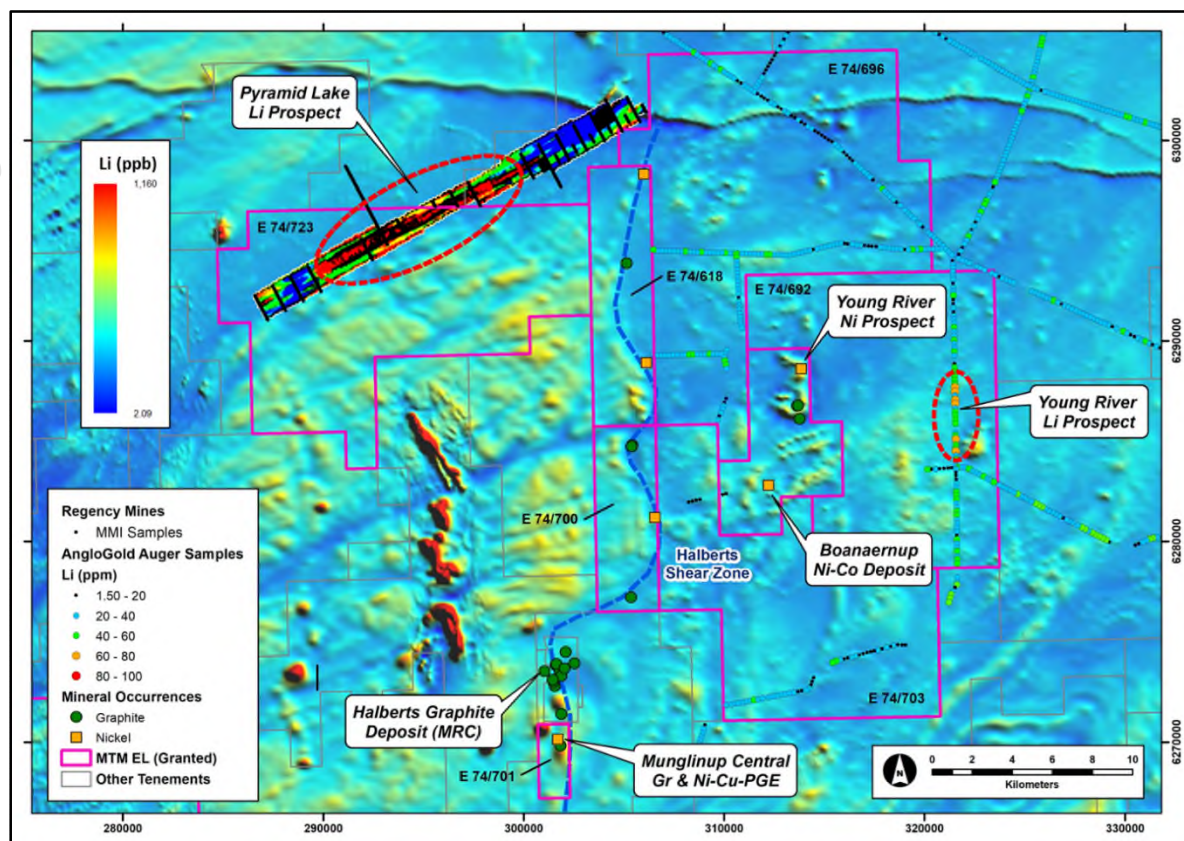 Pyramid Lake
Li Prospect
E 74/696
6300000
Li (ppb)
1,160
2.09
E 74/723
E 74/618
E 74/692
Young River
Ni Prospect
6290000
Young River
Li Prospect
E 74/700
Halberts
Shear Zone
Boanaernup
Ni-Co Deposit
6280000
Regency Mines
MMI Samples
AngloGold Auger Samples
Li (ppm)
1.50 - 20
20 - 40
40 - 60
60 - 80
80 - 100
Mineral Occurrences
Graphite
Nickel
MTM EL (Granted)
Other Tenements
Halberts Graphite
Deposit (MRC)
E 74/703
E 74/701
Munglinup Central
Gr & Ni-Cu-PGE
6270000
N
0 2 4 6 8 10
Kilometers
280000 290000 300000 310000 320000 330000